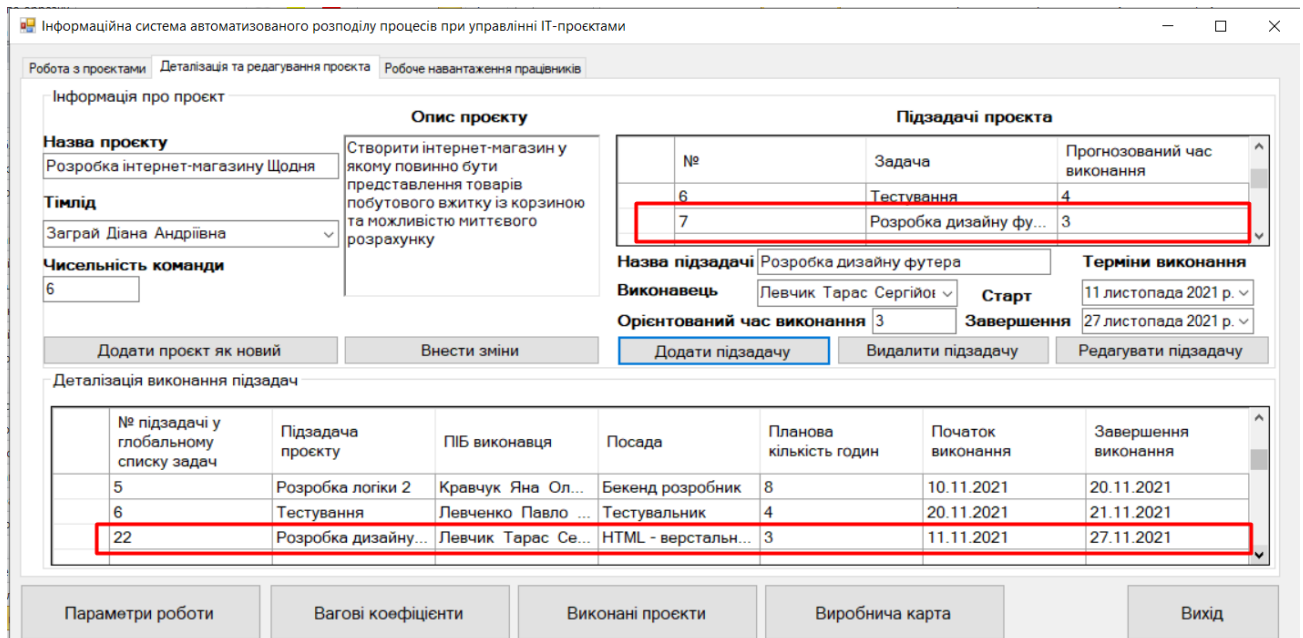 Інформаційна система автоматизованого розподілу процесів при управлінні ІТ-проєктами
Робота з проєктами Деталізація та редагування проєкта Робоче навантаження працівників
Інформація про проєкт
Назва проєкту
Розробка інтернет-магазину Щодня
Тімлід
Заграй Діана Андріївна
Чисельність команди
6
Опис проєкту
Створити інтернет-магазин у
якому повинно бути
представлення товарів
побутового вжитку із корзиною
та можливістю миттєвого
розрахунку
Додати проєкт як новий
Внести зміни
Підзадачі проєкта
№ Задача Прогнозований час
виконання
6 Тестування 4
7 Розробка дизайну фу... 3
Назва підзадачі Розробка дизайну футера Терміни виконання
Виконавець Левчик Тарас Сергійо Старт 11 листопада 2021 р.
Орієнтований час виконання 3 Завершення 27 листопада 2021 р.
Додати підзадачу Видалити підзадачу Редагувати підзадачу
Деталізація виконання підзадач
№ підзадачі у
глобальному
списку задач
Підзадача
проєкту
ПІБ виконавця
Посада
Планова
кількість годин
Початок
виконання
Завершення
виконання
5 Розробка логіки 2 Кравчук Яна Ол... Бекенд розробник 8 10.11.2021 20.11.2021
6 Тестування Левченко Павло ... Тестувальник 4 20.11.2021 21.11.2021
22 Розробка дизайну... Левчик Тарас Се... HTML - верстальн... 3 11.11.2021 27.11.2021
Параметри роботи Вагові коефіцієнти Виконані проєкти Виробнича карта Вихід